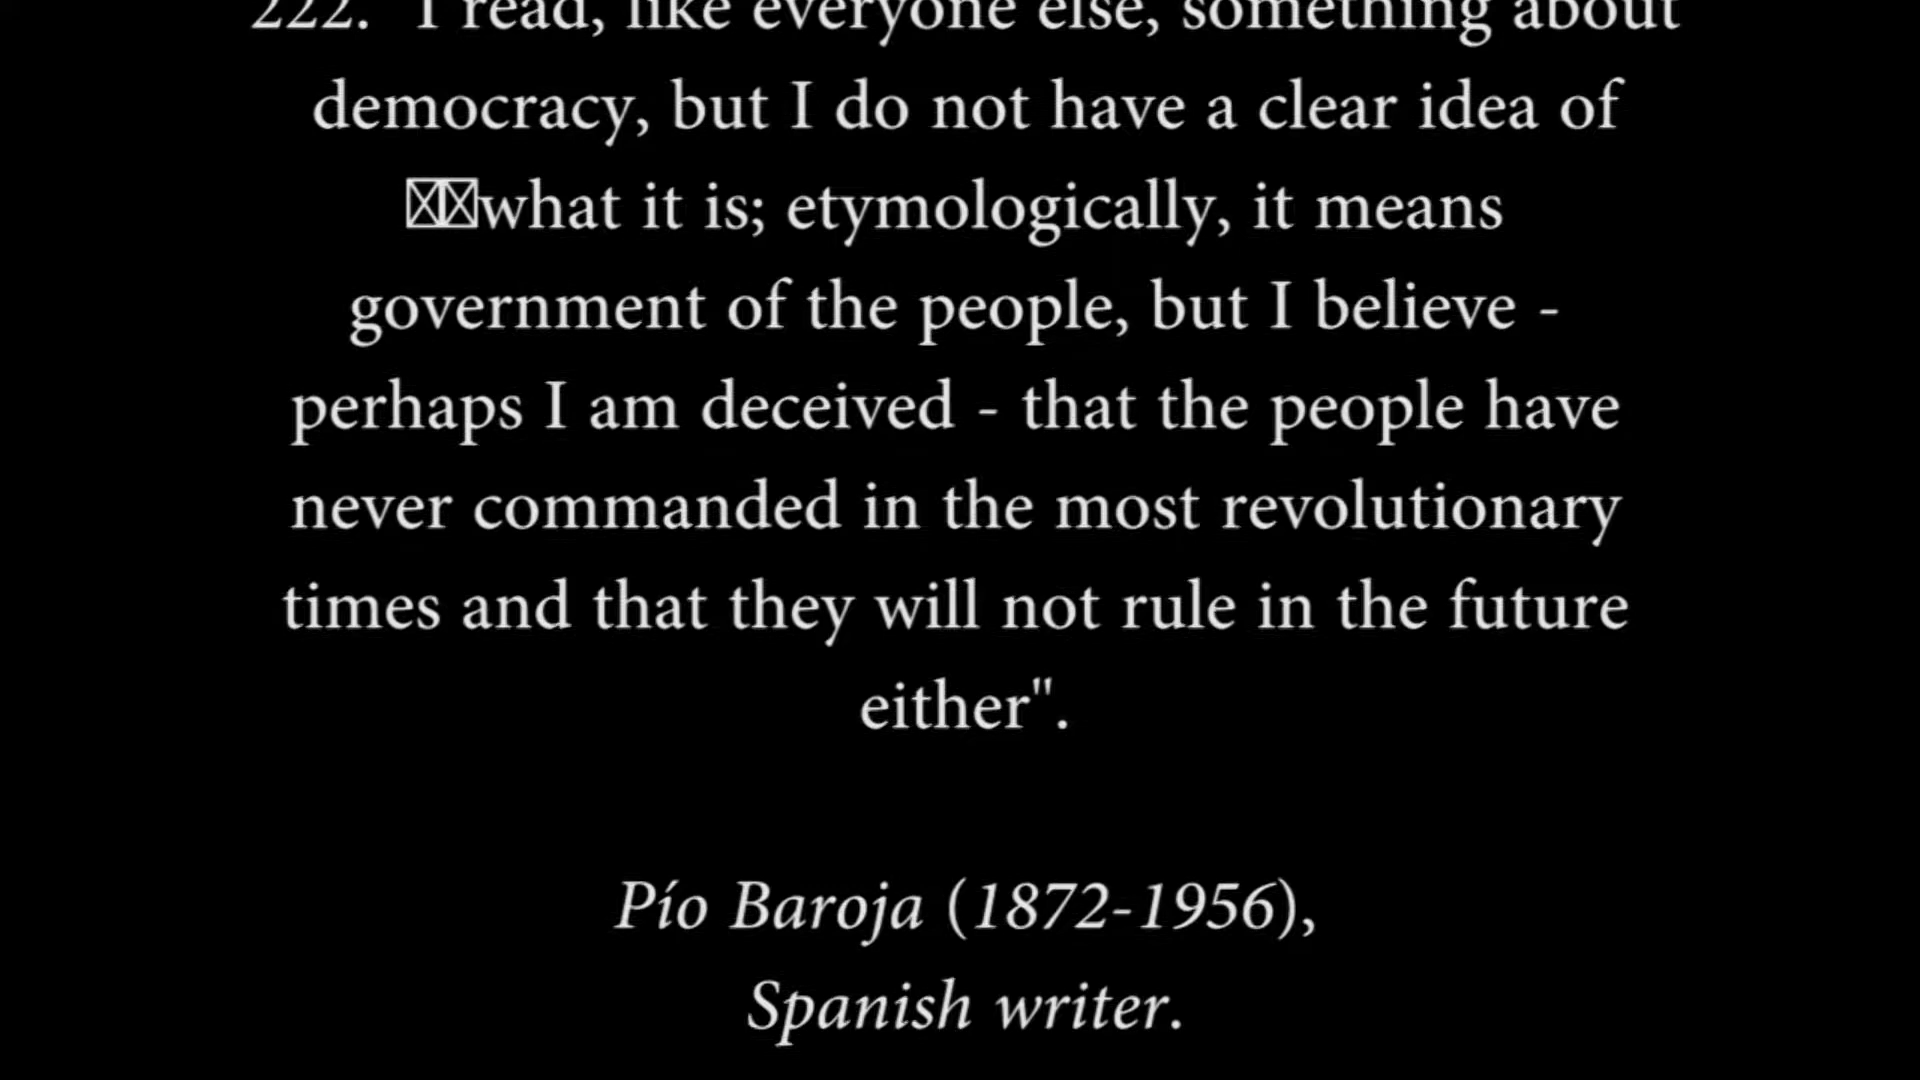 222. "I read, like everyone else, something about
democracy, but I do not have a clear idea of
what it is; etymologically, it means
government of the people, but I believe -
perhaps I am deceived - that the people have
never commanded in the most revolutionary
times and that they will not rule in the future
either".
Pío Baroja (1872-1956),
Spanish writer.